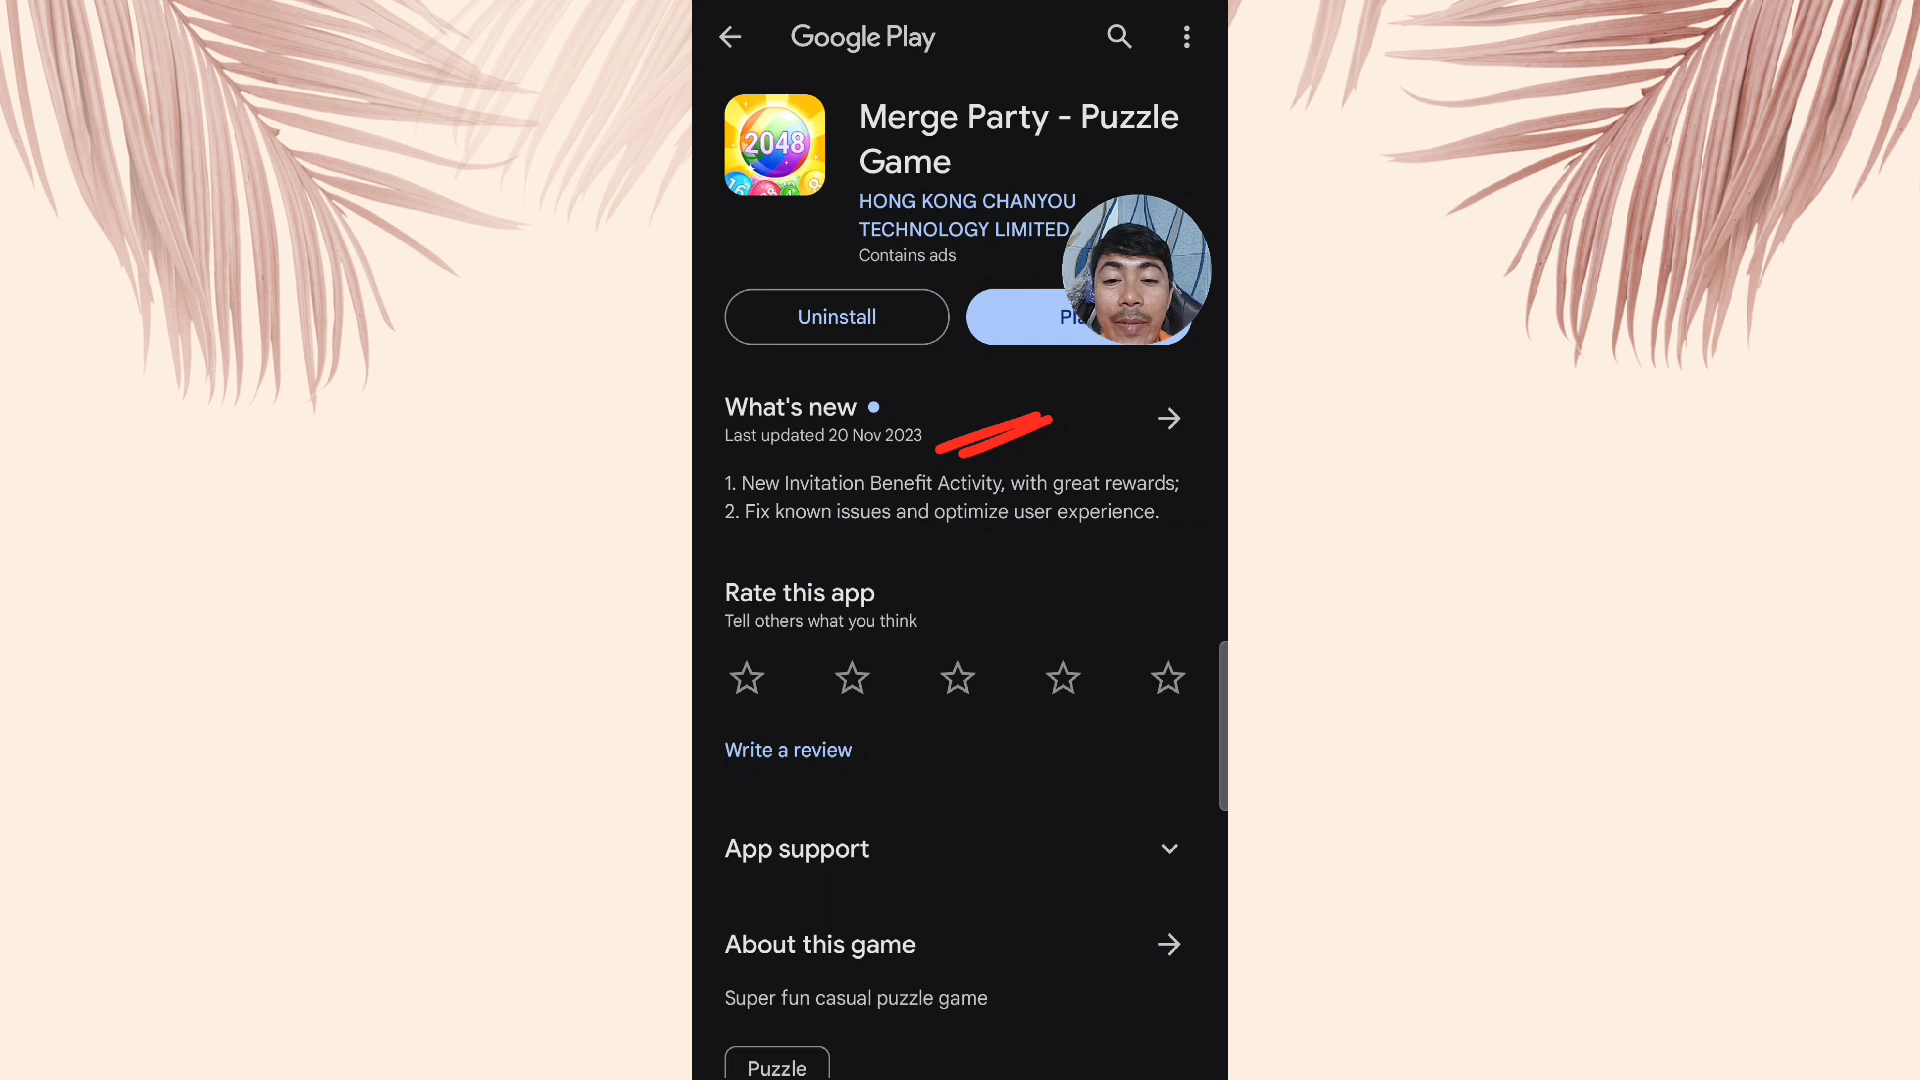 Google Play
2048
Merge Party - Puzzle
Game
HONG KONG CHANYOU
TECHNOLOGY LIMITED
Contains ads
Uninstall
What's new
Last updated 20 Nov 2023
1. New Invitation Benefit Activity, with great rewards;
2. Fix known issues and optimize user experience.
Rate this app
Tell others what you think
Write a review
App support
About this game
Super fun casual puzzle game
Puzzle